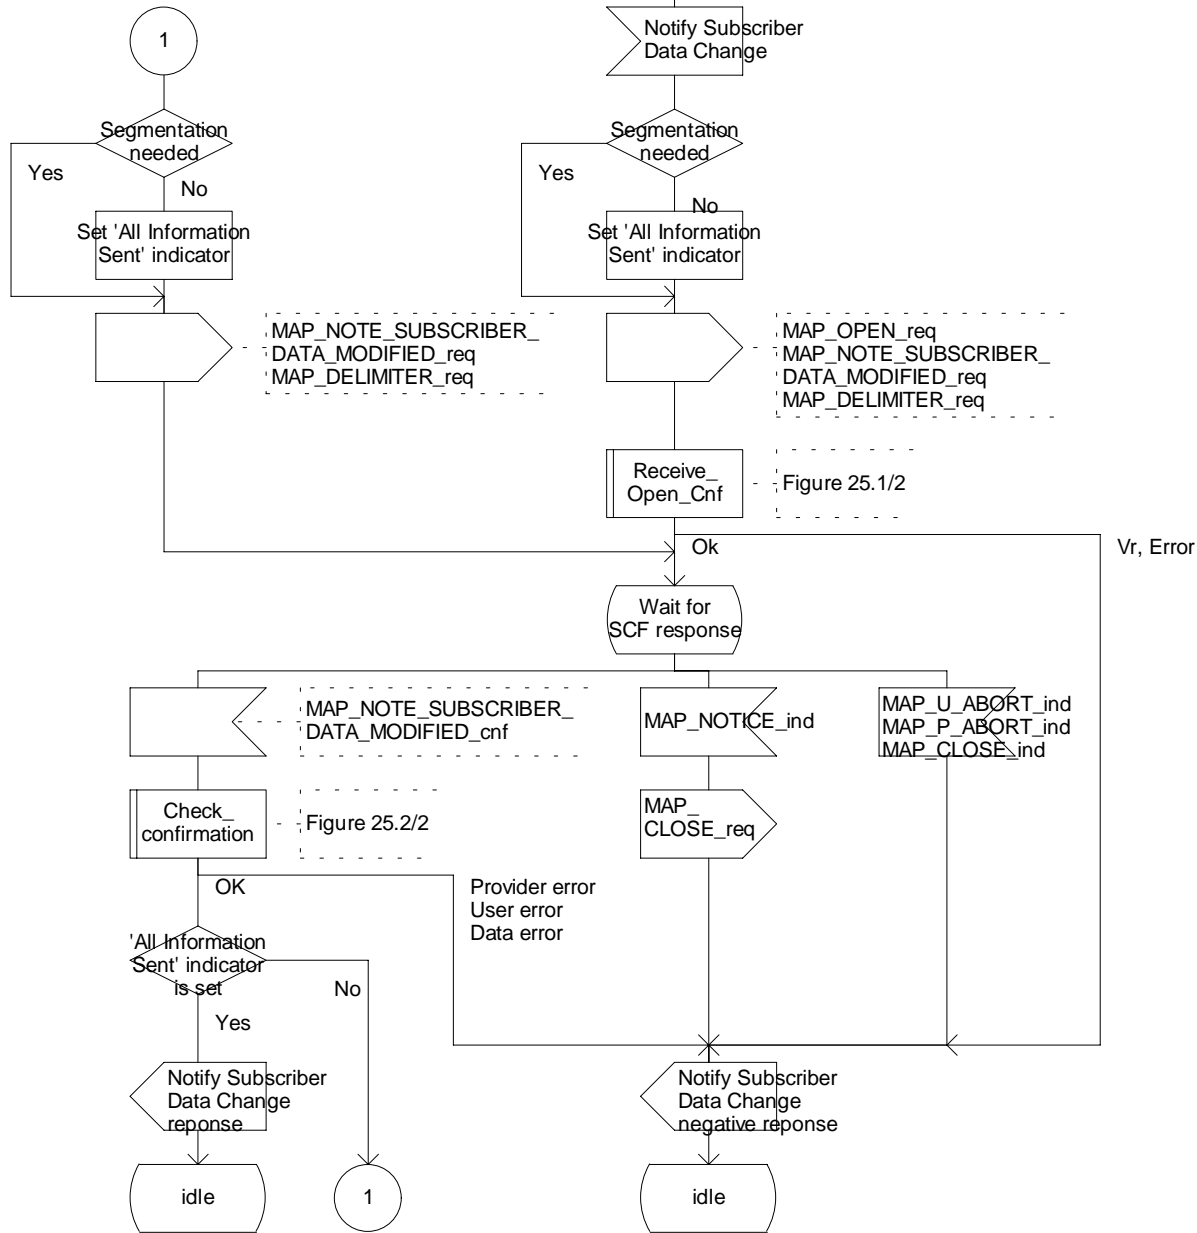 1
Notify Subscriber
Data Change
Segmentation
needed
Yes
No
Segmentation
needed
Yes
No
Set 'All Information
Sent' indicator
Set 'All Information
Sent' indicator
MAP_NOTE_SUBSCRIBER_
DATA_MODIFIED_req
MAP_DELIMITER_req
MAP_OPEN_req
MAP_NOTE_SUBSCRIBER_
DATA_MODIFIED_req
MAP_DELIMITER_req
Receive_
Open_Cnf
Figure 25.1/2
Ok
Vr, Error
Wait for
SCF response
MAP_NOTE_SUBSCRIBER_
DATA_MODIFIED_cnf
MAP_NOTICE_ind
MAP_U_ABORT_ind
MAP_P_ABORT_ind
MAP_CLOSE_ind
Check_
confirmation
Figure 25.2/2
MAP_
CLOSE_req
OK
Provider error
User error
Data error
'All Information
Sent' indicator
is set
No
Yes
Notify Subscriber
Data Change
reponse
Notify Subscriber
Data Change
negative reponse
idle
1
idle